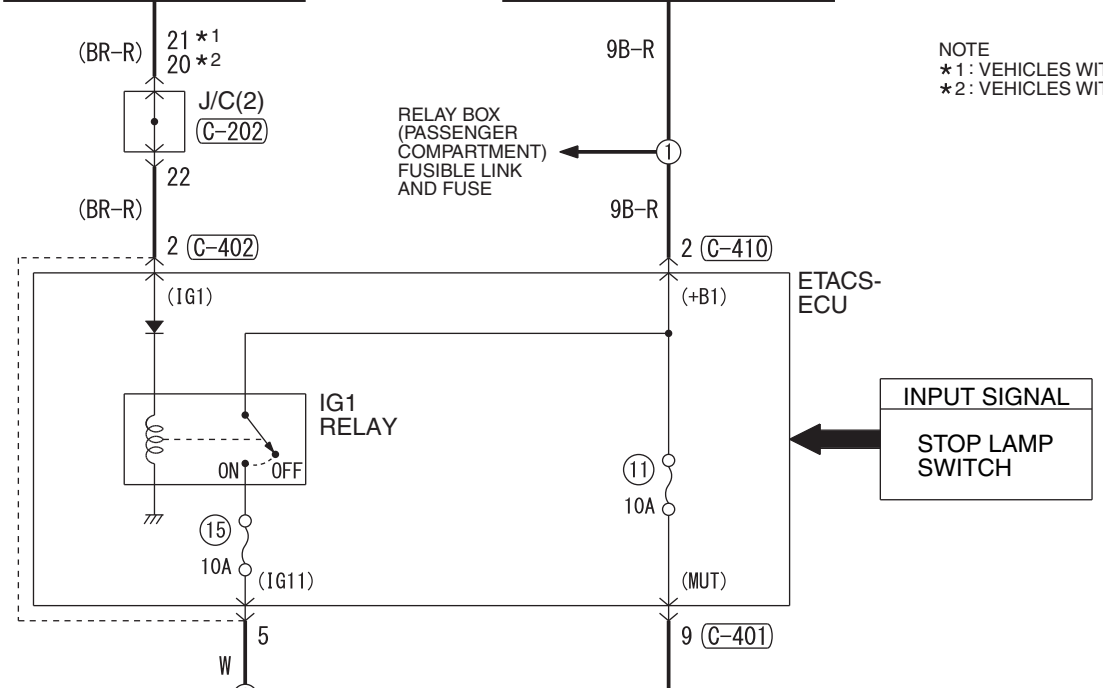 (BR-R)
21 *1
20 *2
9B-R
NOTE
*1: VEHICLES WIT
*2: VEHICLES WIT
J/C(2)
C-202
RELAY BOX
(PASSENGER
COMPARTMENT)
FUSIBLE LINK
AND FUSE
1
22
(BR-R)
9B-R
2 C-402
2 C-410
ETACS-
ECU
(IG1)
(+B1)
IG1
RELAY
ON OFF
INPUT SIGNAL
STOP LAMP
SWITCH
11
10A
15
10A
(IG11)
(MUT)
5
9 C-401
W